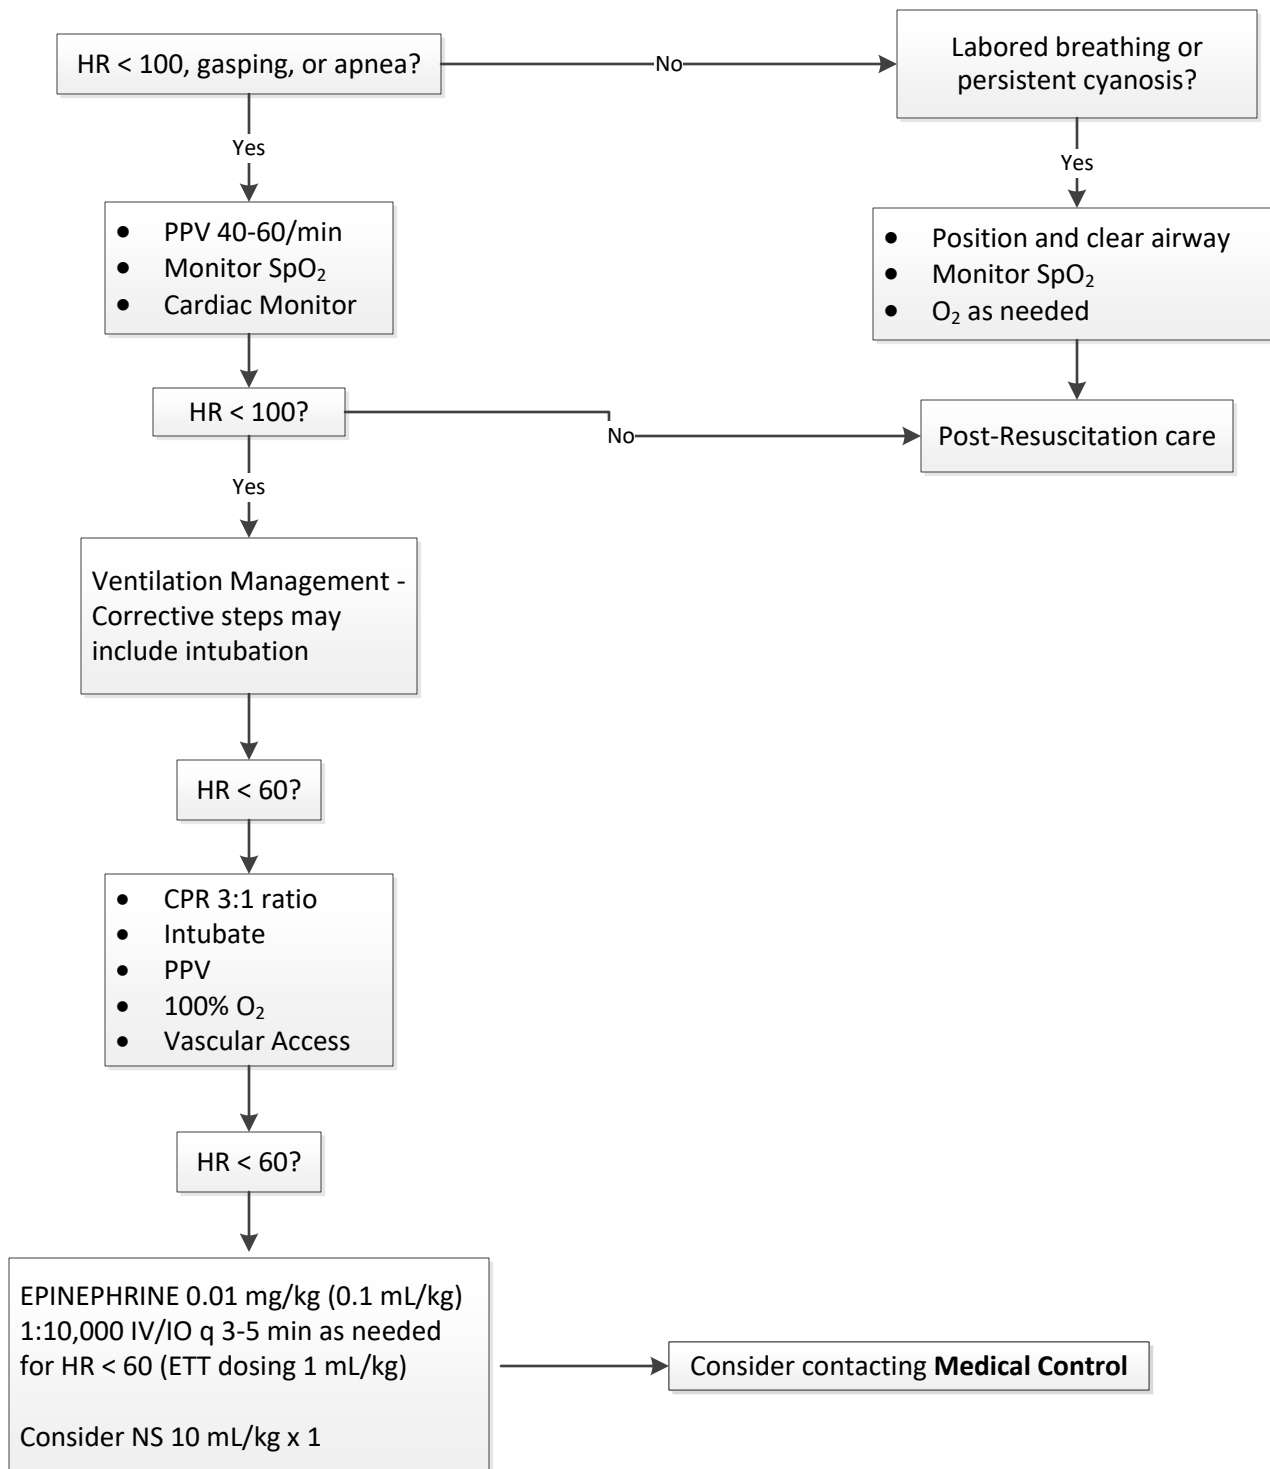 HR < 100, gasping, or apnea?
No
Labored breathing or
persistent cyanosis?
Yes
Yes
• PPV 40-60/min
• Monitor SpO₂
• Cardiac Monitor
• Position and clear airway
• Monitor SpO₂
• O₂ as needed
HR < 100?
No
Post-Resuscitation care
Yes
Ventilation Management -
Corrective steps may
include intubation
HR < 60?
• CPR 3:1 ratio
• Intubate
• PPV
• 100% O₂
• Vascular Access
HR < 60?
EPINEPHRINE 0.01 mg/kg (0.1 mL/kg)
1:10,000 IV/IO q 3-5 min as needed
for HR < 60 (ETT dosing 1 mL/kg)
Consider NS 10 mL/kg x 1
Consider contacting Medical Control